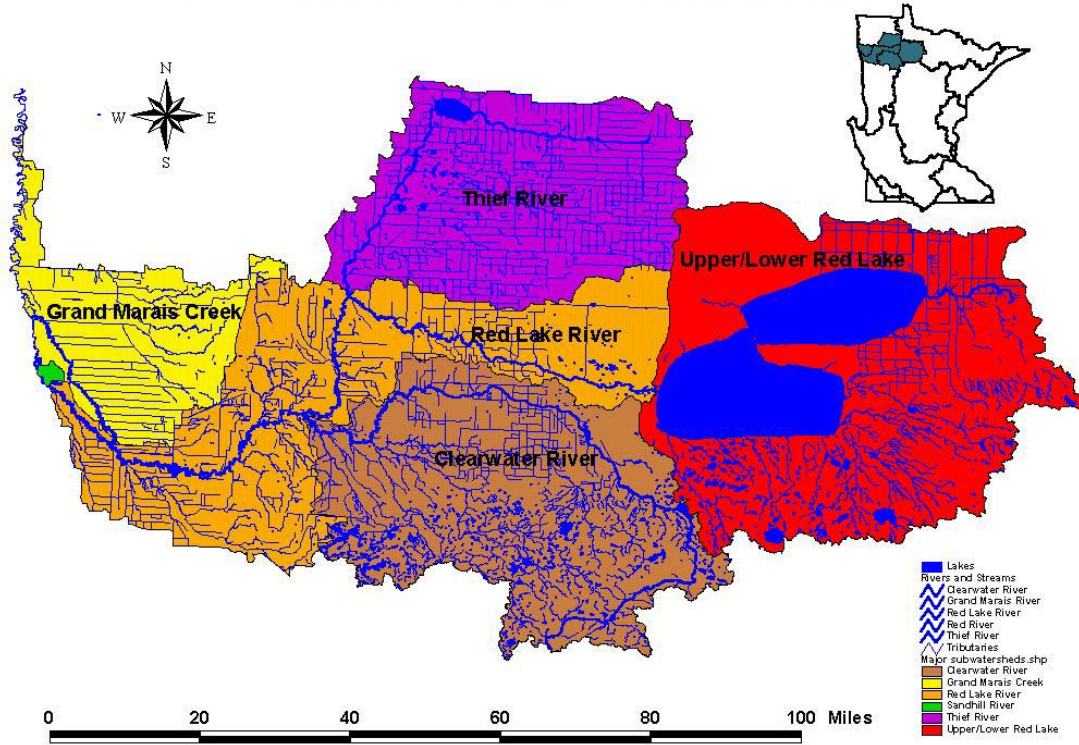 N
W E
S
Thief River
Upper/Lower Red Lake
Grand Marais Creek
Red Lake River
Clearwater River
Lakes
Rivers and Streams
Clearwater River
Grand Marais River
Red Lake River
Red River
Thief River
Tributaries
Major subwatersheds.shp
Clearwater River
Grand Marais Creek
Red Lake River
Sandhill River
Thief River
Upper/Lower Red Lake
0 20 40 60 80 100 Miles